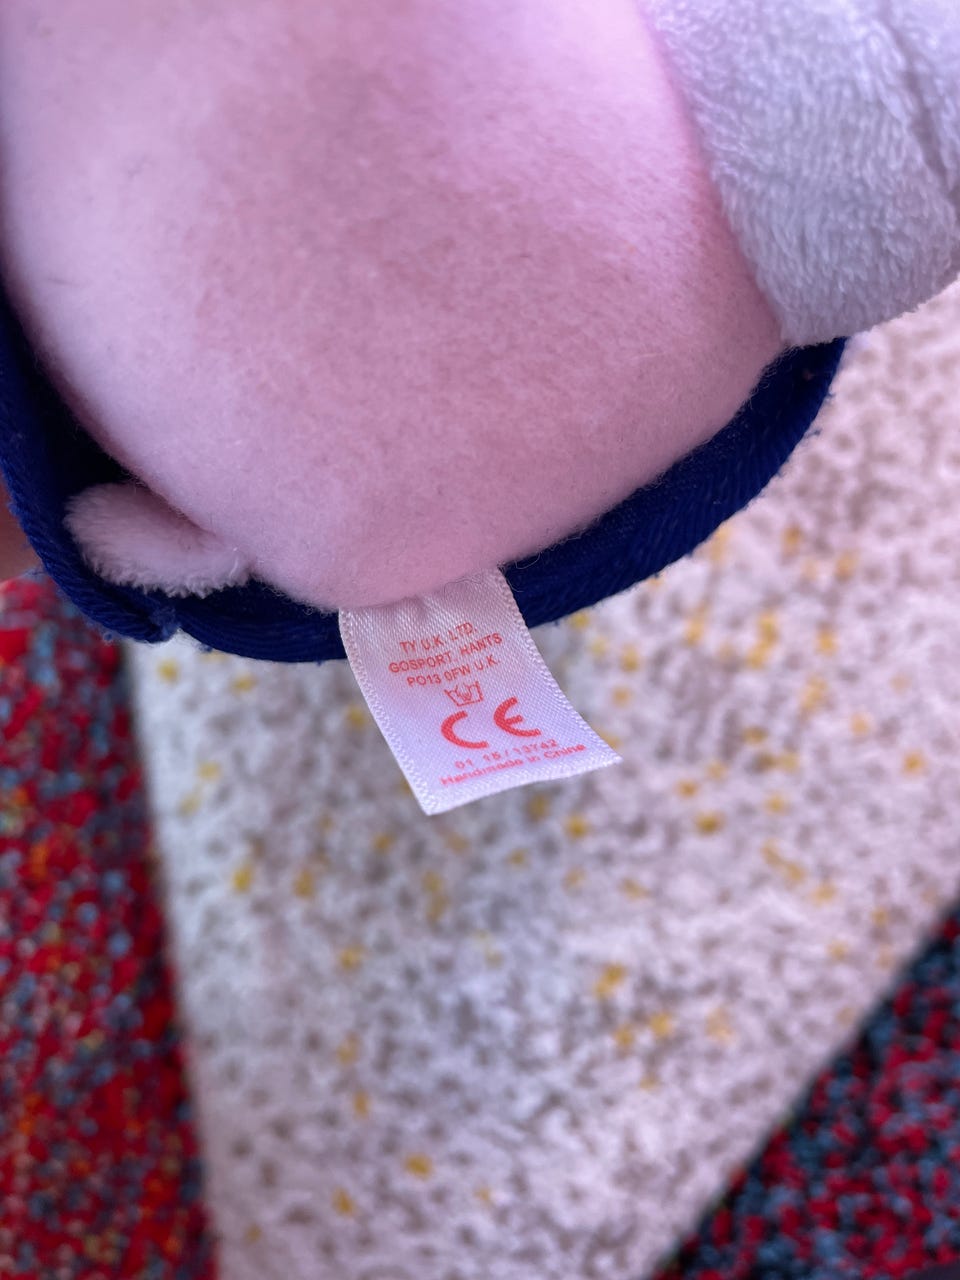 TY U.K. LTD.
GOSPORT, HANTS
PO13 0FW U.K.
CE
01 15/13742
Handmade in China